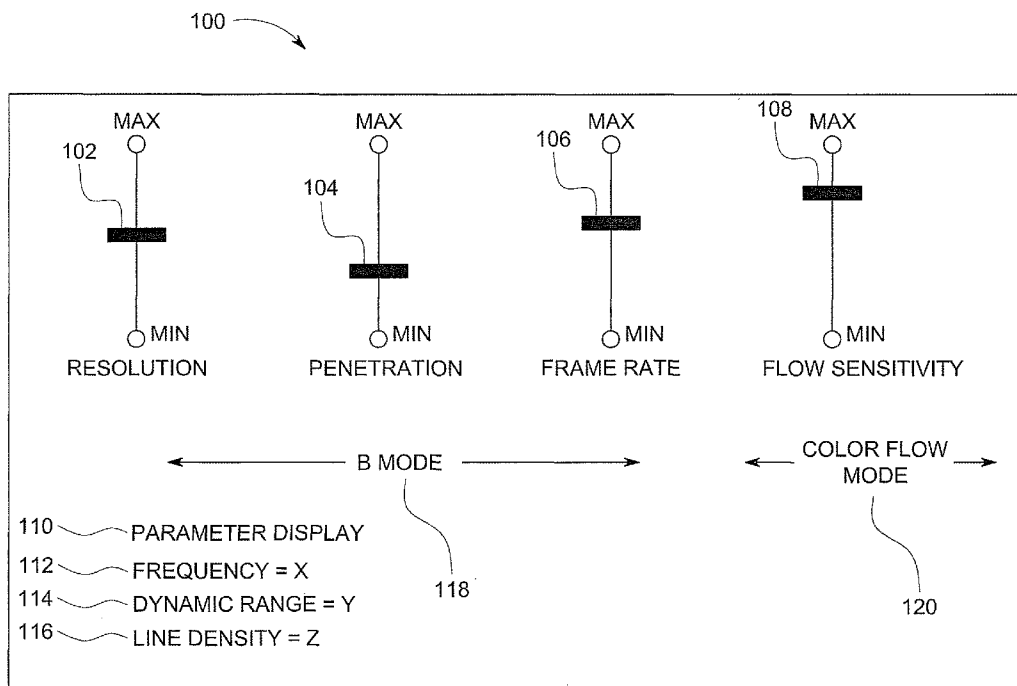 100
MAX MAX MAX 108 MAX
102 104 106
MIN MIN MIN MIN
RESOLUTION PENETRATION FRAME RATE FLOW SENSITIVITY
B MODE
COLOR FLOW
MODE
110 PARAMETER DISPLAY
112 FREQUENCY = X
114 DYNAMIC RANGE = Y
116 LINE DENSITY = Z
118
120